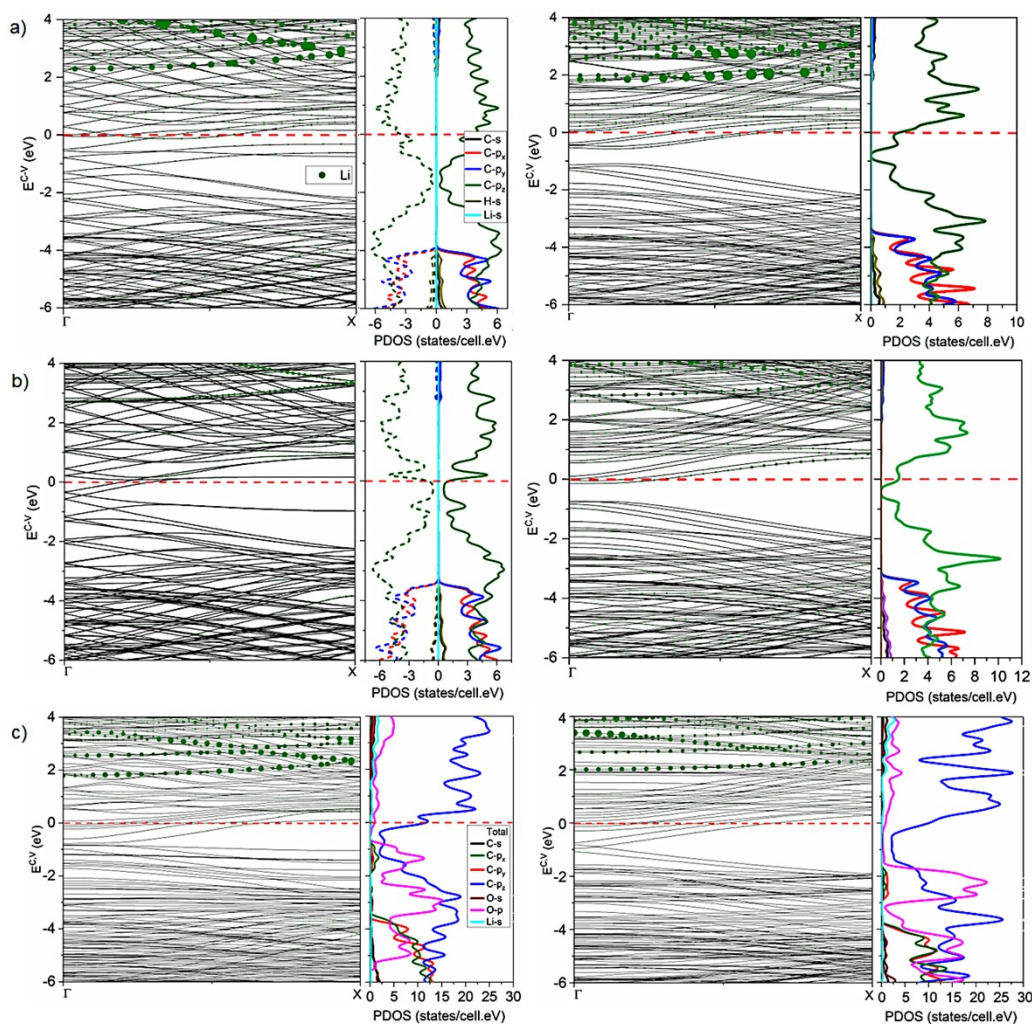 a)
4
2
0
-2
-4
-6
E^C-V (eV)
Γ
X
Li
C-s
C-p_x
C-p_y
C-p_z
H-s
Li-s
-6 -3 0 3 6
PDOS (states/cell.eV)
4
2
0
-2
-4
-6
E^C,V (eV)
Γ
X
0 2 4 6 8 10
PDOS (states/cell.eV)
b)
4
2
0
-2
-4
-6
E^C-V (eV)
Γ
X
-6 -3 0 3 6
PDOS (states/cell.eV)
4
2
0
-2
-4
-6
E^C,V (eV)
Γ
X
0 2 4 6 8 10 12
PDOS (states/cell.eV)
c)
4
2
0
-2
-4
-6
E^C,V (eV)
Γ
X
Total
C-s
C-p_x
C-p_y
C-p_z
O-s
O-p
Li-s
0 5 10 15 20 25 30
PDOS (states/cell.eV)
4
2
0
-2
-4
-6
E^C,V (eV)
Γ
X
0 5 10 15 20 25 30
PDOS (states/cell.eV)